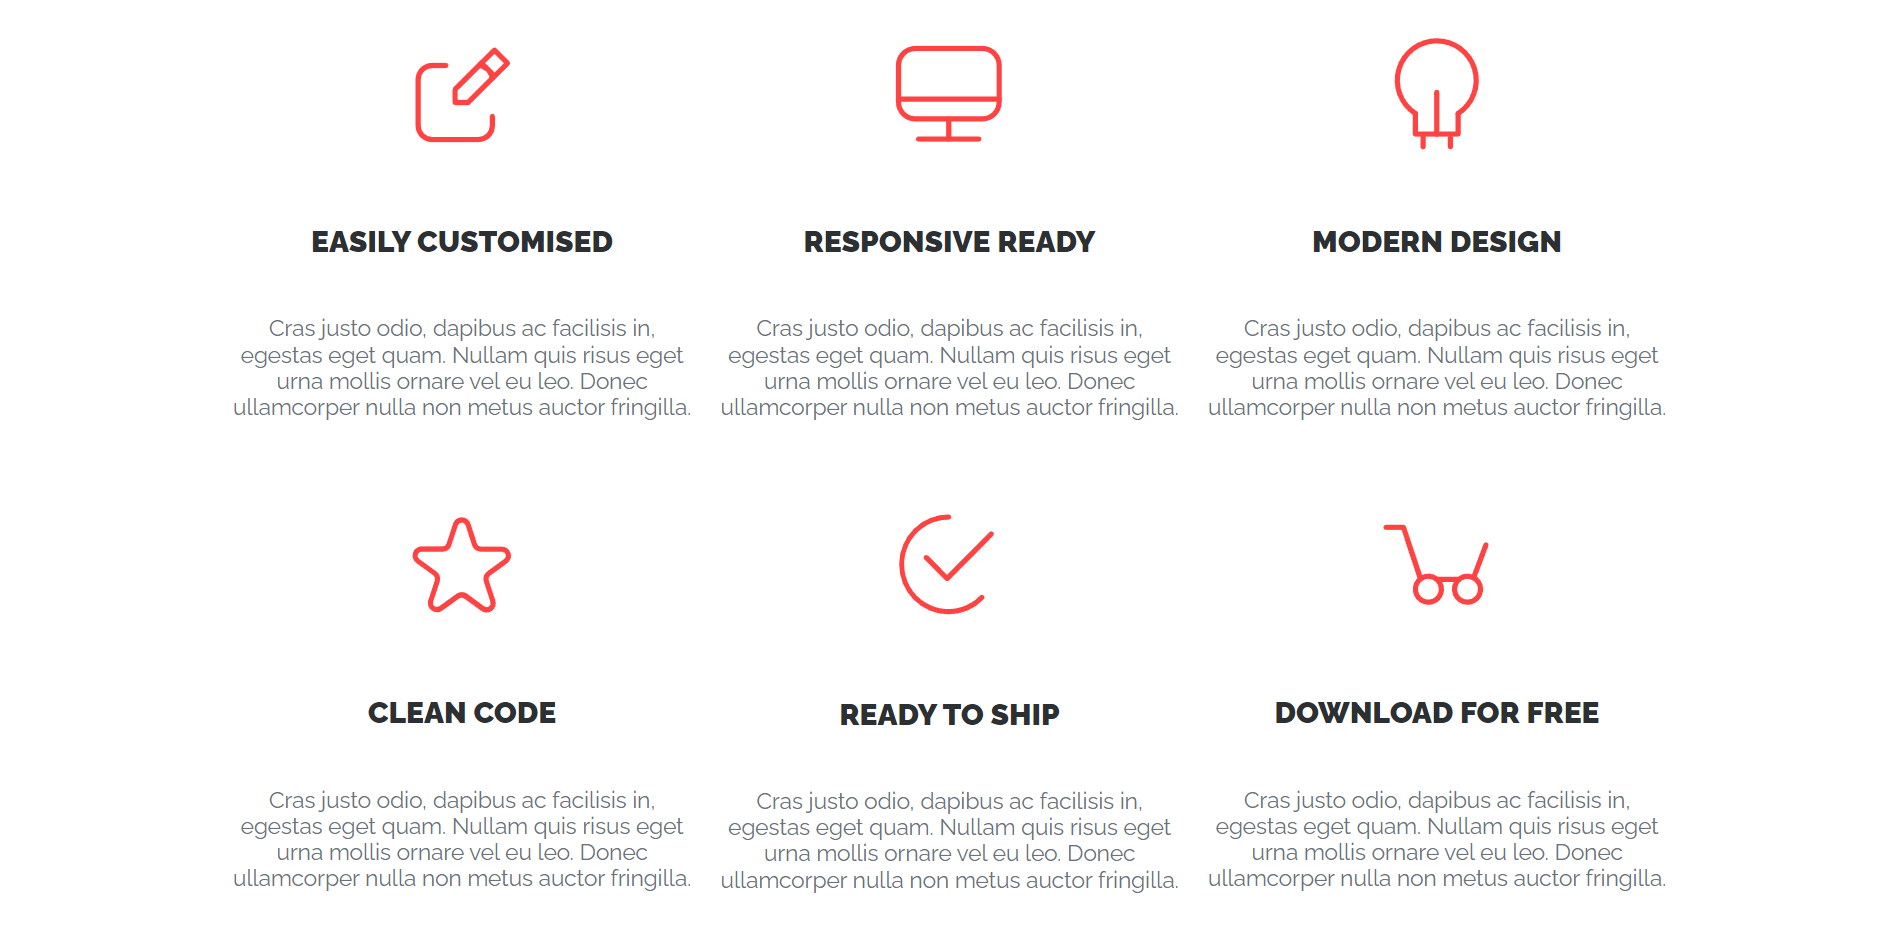 EASILY CUSTOMISED
Cras justo odio, dapibus ac facilisis in,
egestas eget quam. Nullam quis risus eget
urna mollis ornare vel eu leo. Donec
ullamcorper nulla non metus auctor fringilla.
RESPONSIVE READY
Cras justo odio, dapibus ac facilisis in,
egestas eget quam. Nullam quis risus eget
urna mollis ornare vel eu leo. Donec
ullamcorper nulla non metus auctor fringilla.
MODERN DESIGN
Cras justo odio, dapibus ac facilisis in,
egestas eget quam. Nullam quis risus eget
urna mollis ornare vel eu leo. Donec
ullamcorper nulla non metus auctor fringilla.
CLEAN CODE
Cras justo odio, dapibus ac facilisis in,
egestas eget quam. Nullam quis risus eget
urna mollis ornare vel eu leo. Donec
ullamcorper nulla non metus auctor fringilla.
READY TO SHIP
Cras justo odio, dapibus ac facilisis in,
egestas eget quam. Nullam quis risus eget
urna mollis ornare vel eu leo. Donec
ullamcorper nulla non metus auctor fringilla.
DOWNLOAD FOR FREE
Cras justo odio, dapibus ac facilisis in,
egestas eget quam. Nullam quis risus eget
urna mollis ornare vel eu leo. Donec
ullamcorper nulla non metus auctor fringilla.